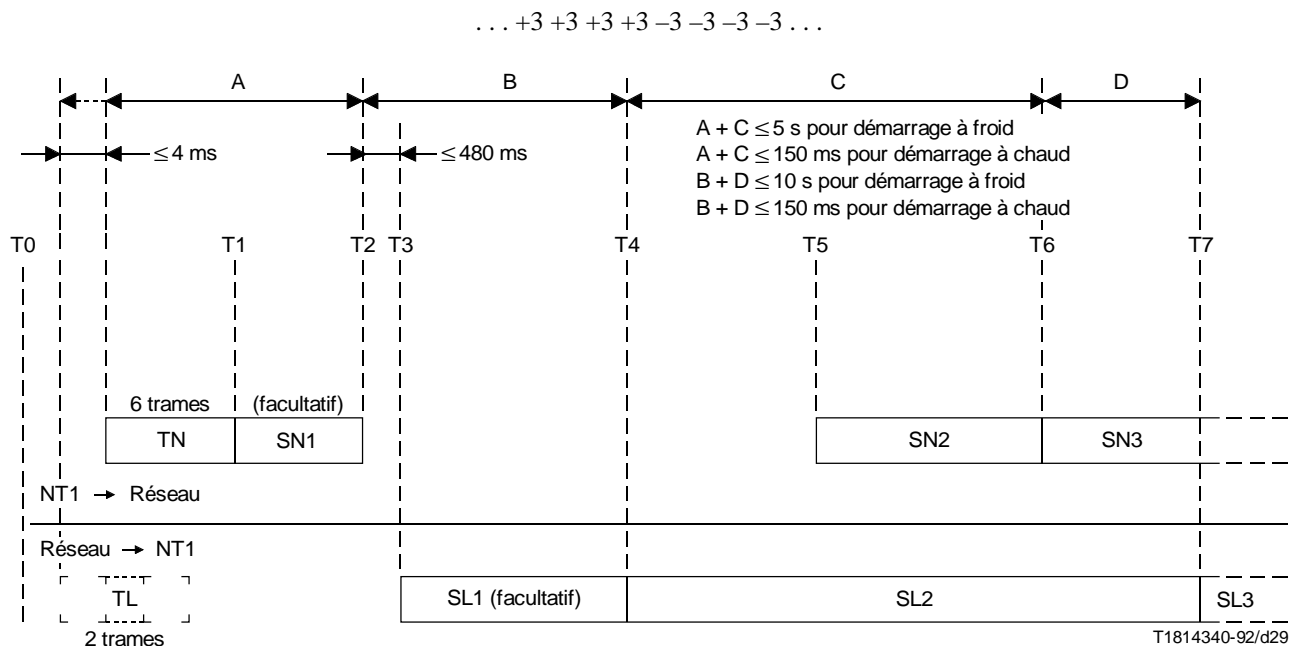 . . . +3 +3 +3 +3 –3 –3 –3 –3 . . .
A B C D
A + C ≤ 5 s pour démarrage à froid
≤ 4 ms ≤ 480 ms A + C ≤ 150 ms pour démarrage à chaud
B + D ≤ 10 s pour démarrage à froid
B + D ≤ 150 ms pour démarrage à chaud
T0 T1 T2 T3 T4 T5 T6 T7
6 trames (facultatif)
TN SN1 SN2 SN3
NT1 → Réseau
Réseau → NT1
TL SL1 (facultatif) SL2 SL3
2 trames
T1814340-92/d29